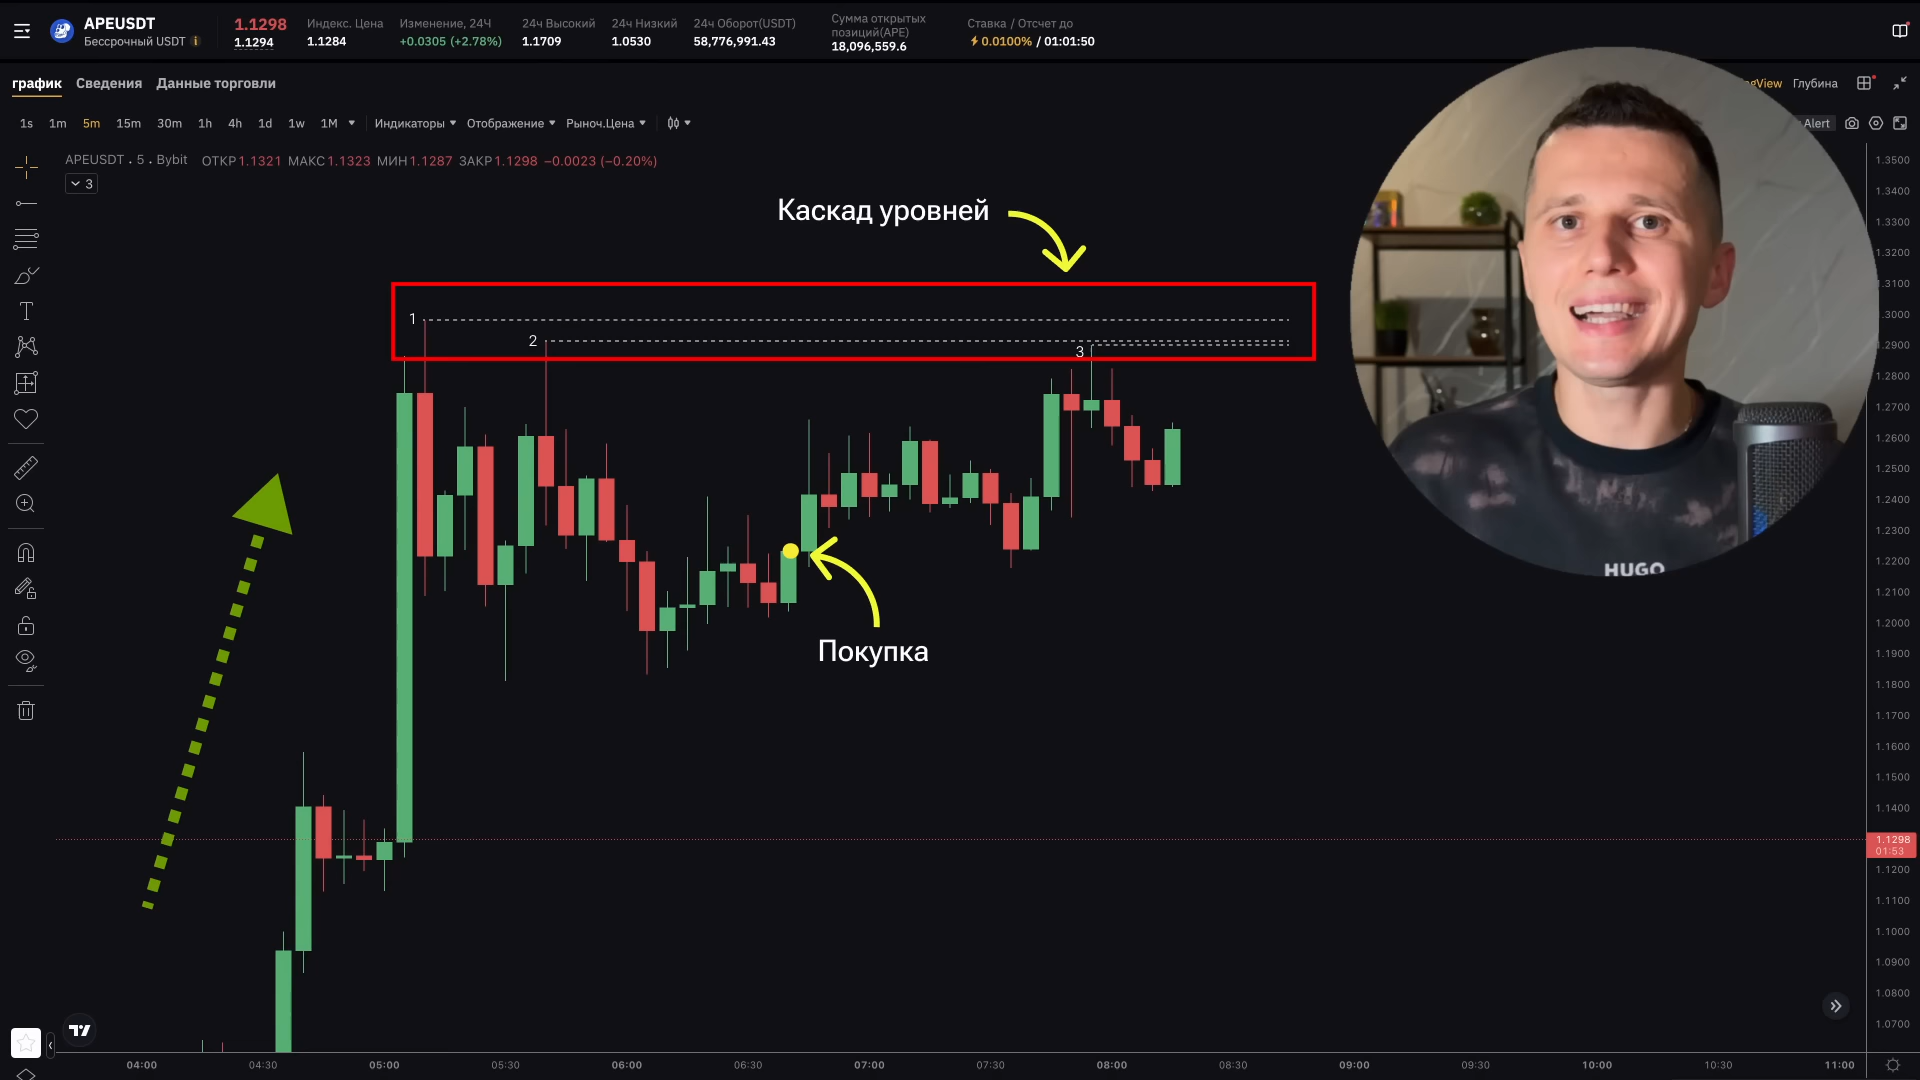 APEUSDT
Бессрочный USDT
1.1298
1.1294
Индекс. Цена
1.1284
Изменение, 24Ч
+0.0305 (+2.78%)
24ч Высокий
1.1709
24ч Низкий
1.0530
24ч Оборот(USDT)
58,776,991.43
Сумма открытых
позиций(APE)
18,096,559.6
Ставка / Отсчет до
0.0100% / 01:01:50
график Сведения Данные торговли
gView Глубина
1s 1m 5m 15m 30m 1h 4h 1d 1w 1M Индикаторы Отображение Рыноч.Цена
Alert
APEUSDT . 5 . Bybit ОТКР1.1321 МАКС1.1323 МИН1.1287 ЗАКР1.1298 −0.0023 (−0.20%)
3
Каскад уровней
1
2
3
Покупка
HUGO
1.3500
1.3400
1.3300
1.3200
1.3100
1.3000
1.2900
1.2800
1.2700
1.2600
1.2500
1.2400
1.2300
1.2200
1.2100
1.2000
1.1900
1.1800
1.1700
1.1600
1.1500
1.1400
1.1298
01:53
1.1200
1.1100
1.1000
1.0900
1.0800
1.0700
04:00 04:30 05:00 05:30 06:00 06:30 07:00 07:30 08:00 08:30 09:00 09:30 10:00 10:30 11:00